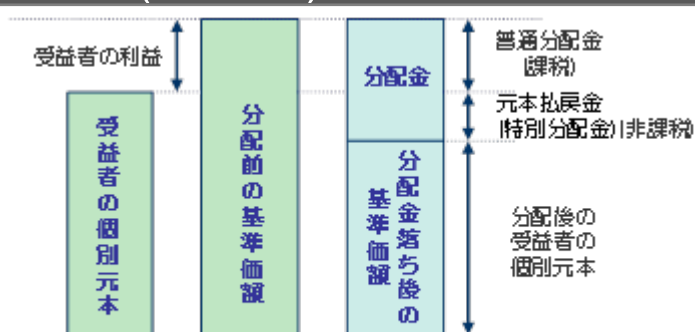 受益者の利益
受益者の個別元本
分配前の基準価額
分配金
分配金落ち後の
基準価額
普通分配金
(課税)
元本払戻金
(特別分配金)(非課税)
分配後の
受益者の
個別元本